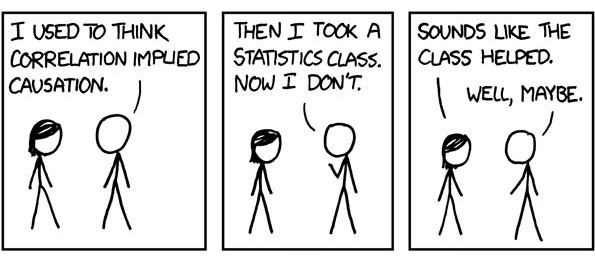 I USED TO THINK
CORRELATION IMPLIED
CAUSATION.
THEN I TOOK A
STATISTICS CLASS.
NOW I DON'T.
SOUNDS LIKE THE
CLASS HELPED.
WELL, MAYBE.